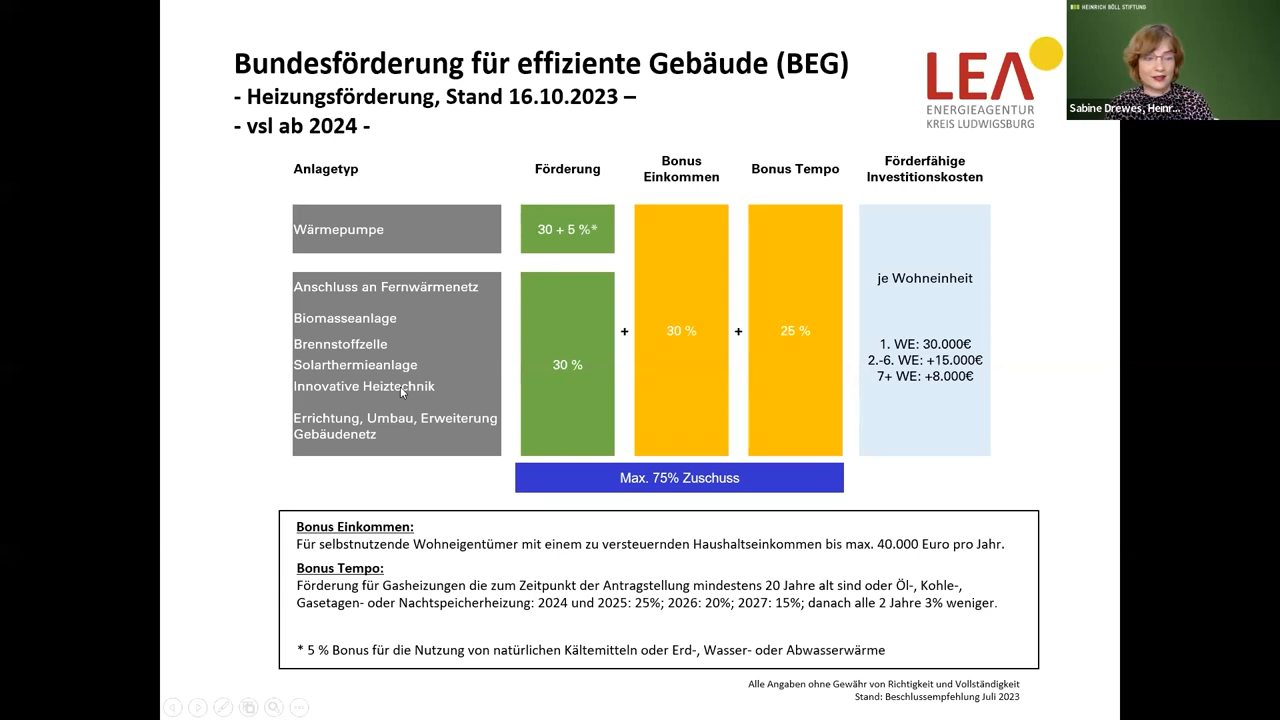 Bundesförderung für effiziente Gebäude (BEG)
- Heizungsförderung, Stand 16.10.2023 –
- vsl ab 2024 -
LEA
ENERGIEAGENTUR
KREIS LUDWIGSBURG
HEINRICH BÖLL STIFTUNG
Sabine Drewes, Heinr...
Anlagetyp
Förderung
Bonus
Einkommen
Bonus Tempo
Förderfähige
Investitionskosten
Wärmepumpe
30 + 5 %*
Anschluss an Fernwärmenetz
Biomasseanlage
Brennstoffzelle
Solarthermieanlage
Innovative Heiztechnik
Errichtung, Umbau, Erweiterung
Gebäudenetz
30 %
+
30 %
+
25 %
je Wohneinheit
1. WE: 30.000€
2.-6. WE: +15.000€
7+ WE: +8.000€
Max. 75% Zuschuss
Bonus Einkommen:
Für selbstnutzende Wohneigentümer mit einem zu versteuernden Haushaltseinkommen bis max. 40.000 Euro pro Jahr.
Bonus Tempo:
Förderung für Gasheizungen die zum Zeitpunkt der Antragstellung mindestens 20 Jahre alt sind oder Öl-, Kohle-,
Gasetagen- oder Nachtspeicherheizung: 2024 und 2025: 25%; 2026: 20%; 2027: 15%; danach alle 2 Jahre 3% weniger.
* 5 % Bonus für die Nutzung von natürlichen Kältemitteln oder Erd-, Wasser- oder Abwasserwärme
Alle Angaben ohne Gewähr von Richtigkeit und Vollständigkeit
Stand: Beschlussempfehlung Juli 2023